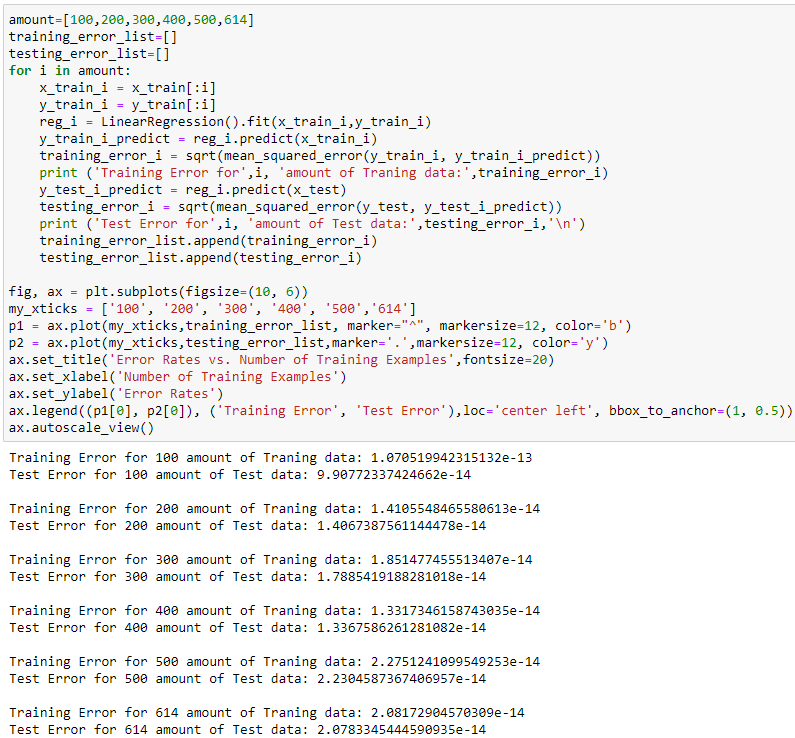 amount=[100,200,300,400,500,614]
training_error_list=[]
testing_error_list=[]
for i in amount:
    x_train_i = x_train[:i]
    y_train_i = y_train[:i]
    reg_i = LinearRegression().fit(x_train_i,y_train_i)
    y_train_i_predict = reg_i.predict(x_train_i)
    training_error_i = sqrt(mean_squared_error(y_train_i, y_train_i_predict))
    print ('Training Error for',i, 'amount of Traning data:',training_error_i)
    y_test_i_predict = reg_i.predict(x_test)
    testing_error_i = sqrt(mean_squared_error(y_test, y_test_i_predict))
    print ('Test Error for',i, 'amount of Test data:',testing_error_i,'\n')
    training_error_list.append(training_error_i)
    testing_error_list.append(testing_error_i)

fig, ax = plt.subplots(figsize=(10, 6))
my_xticks = ['100', '200', '300', '400', '500','614']
p1 = ax.plot(my_xticks,training_error_list, marker="^", markersize=12, color='b')
p2 = ax.plot(my_xticks,testing_error_list,marker='.',markersize=12, color='y')
ax.set_title('Error Rates vs. Number of Training Examples',fontsize=20)
ax.set_xlabel('Number of Training Examples')
ax.set_ylabel('Error Rates')
ax.legend((p1[0], p2[0]), ('Training Error', 'Test Error'),loc='center left', bbox_to_anchor=(1, 0.5))
ax.autoscale_view()

Training Error for 100 amount of Traning data: 1.070519942315132e-13
Test Error for 100 amount of Test data: 9.90772337424662e-14

Training Error for 200 amount of Traning data: 1.4105548465580613e-14
Test Error for 200 amount of Test data: 1.4067387561144478e-14

Training Error for 300 amount of Traning data: 1.851477455513407e-14
Test Error for 300 amount of Test data: 1.7885419188281018e-14

Training Error for 400 amount of Traning data: 1.3317346158743035e-14
Test Error for 400 amount of Test data: 1.3367586261281082e-14

Training Error for 500 amount of Traning data: 2.2751241099549253e-14
Test Error for 500 amount of Test data: 2.2304587367406957e-14

Training Error for 614 amount of Traning data: 2.08172904570309e-14
Test Error for 614 amount of Test data: 2.0783345444590935e-14